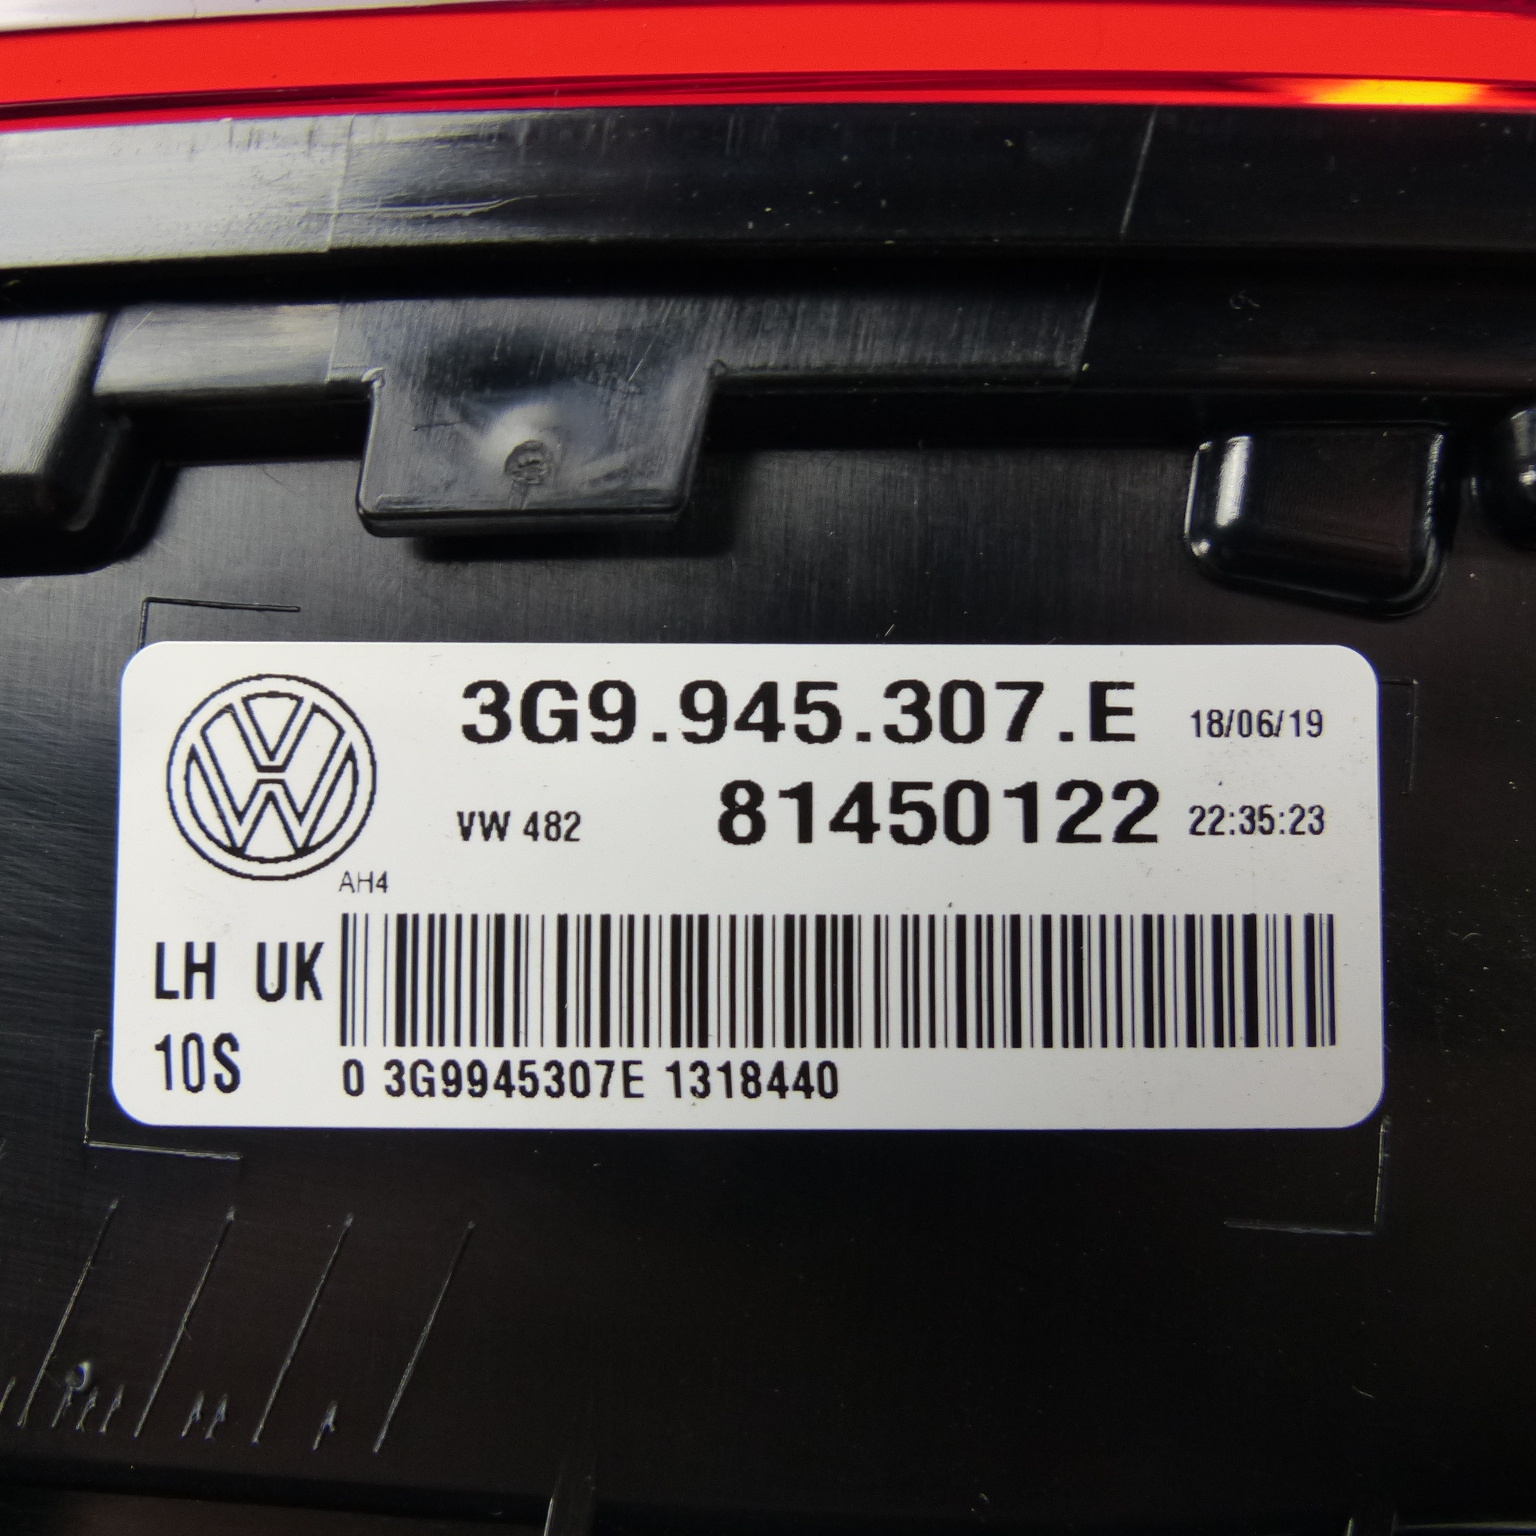 3G9.945.307.E 18/06/19
VW 482 81450122 22:35:23
AH4
LH UK
10S
0 3G9945307E 1318440